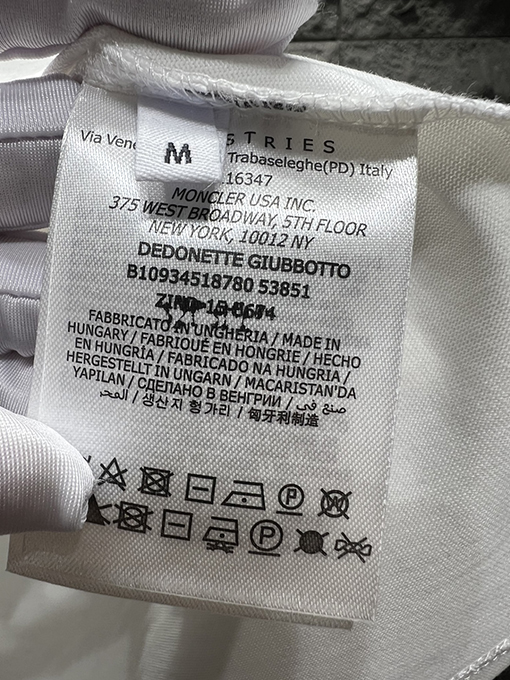 STRIES
M
Trabaseleghe(PD) Italy
16347
MONCLER USA INC.
375 WEST BROADWAY, 5TH FLOOR
NEW YORK, 10012 NY
DEDONETTE GIUBBOTTO
B10934518780 53851
FABBRICATO IN UNGHERIA / MADE IN
HUNGARY / FABRIQUÉ EN HONGRIE / HECHO
EN HUNGRÍA / FABRICADO NA HUNGRIA /
HERGESTELLT IN UNGARN / MACARISTAN'DA
YAPILAN / СДЕЛАНО В ВЕНГРИИ / صنع في
المجر / 생산지 헝가리 / 匈牙利制造